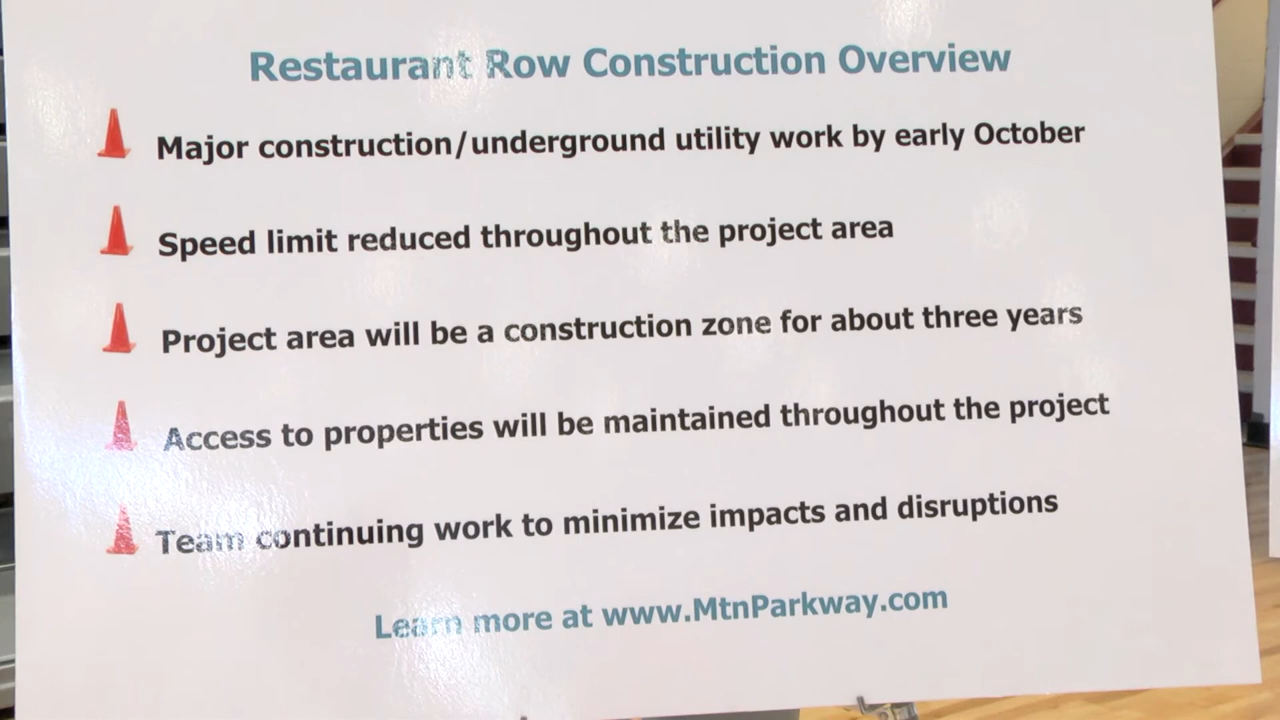 Restaurant Row Construction Overview
Major construction/underground utility work by early October
Speed limit reduced throughout the project area
Project area will be a construction zone for about three years
Access to properties will be maintained throughout the project
Team continuing work to minimize impacts and disruptions
Learn more at www.MtnParkway.com